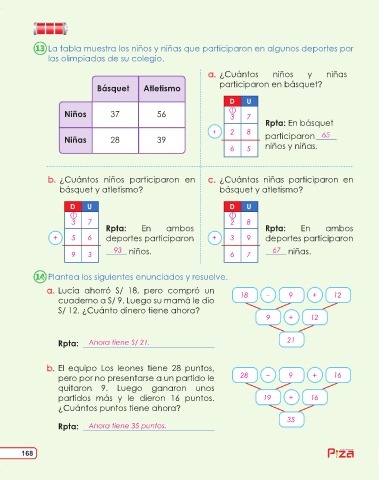 13 La tabla muestra los niños y niñas que participaron en algunos deportes por
las olimpiadas de su colegio.
Básquet Atletismo
Niños 37 56
Niñas 28 39
a. ¿Cuántos niños y niñas
participaron en básquet?
D U
1
3 7
+ 2 8
6 5
Rpta: En básquet
participaron 65
niños y niñas.
b. ¿Cuántos niños participaron en
básquet y atletismo?
D U
1
3 7
+ 5 6
9 3
Rpta: En ambos
deportes participaron
93 niños.
c. ¿Cuántas niñas participaron en
básquet y atletismo?
D U
1
2 8
+ 3 9
6 7
Rpta: En ambos
deportes participaron
67 niñas.
14 Plantea los siguientes enunciados y resuelve.
a. Lucía ahorró S/ 18, pero compró un
cuaderno a S/ 9. Luego su mamá le dio
S/ 12. ¿Cuánto dinero tiene ahora?
Rpta: Ahora tiene S/ 21.
18 - 9 + 12
9 + 12
21
b. El equipo Los leones tiene 28 puntos,
pero por no presentarse a un partido le
quitaron 9. Luego ganaron unos
partidos más y le dieron 16 puntos.
¿Cuántos puntos tiene ahora?
Rpta: Ahora tiene 35 puntos.
28 - 9 + 16
19 + 16
35
168